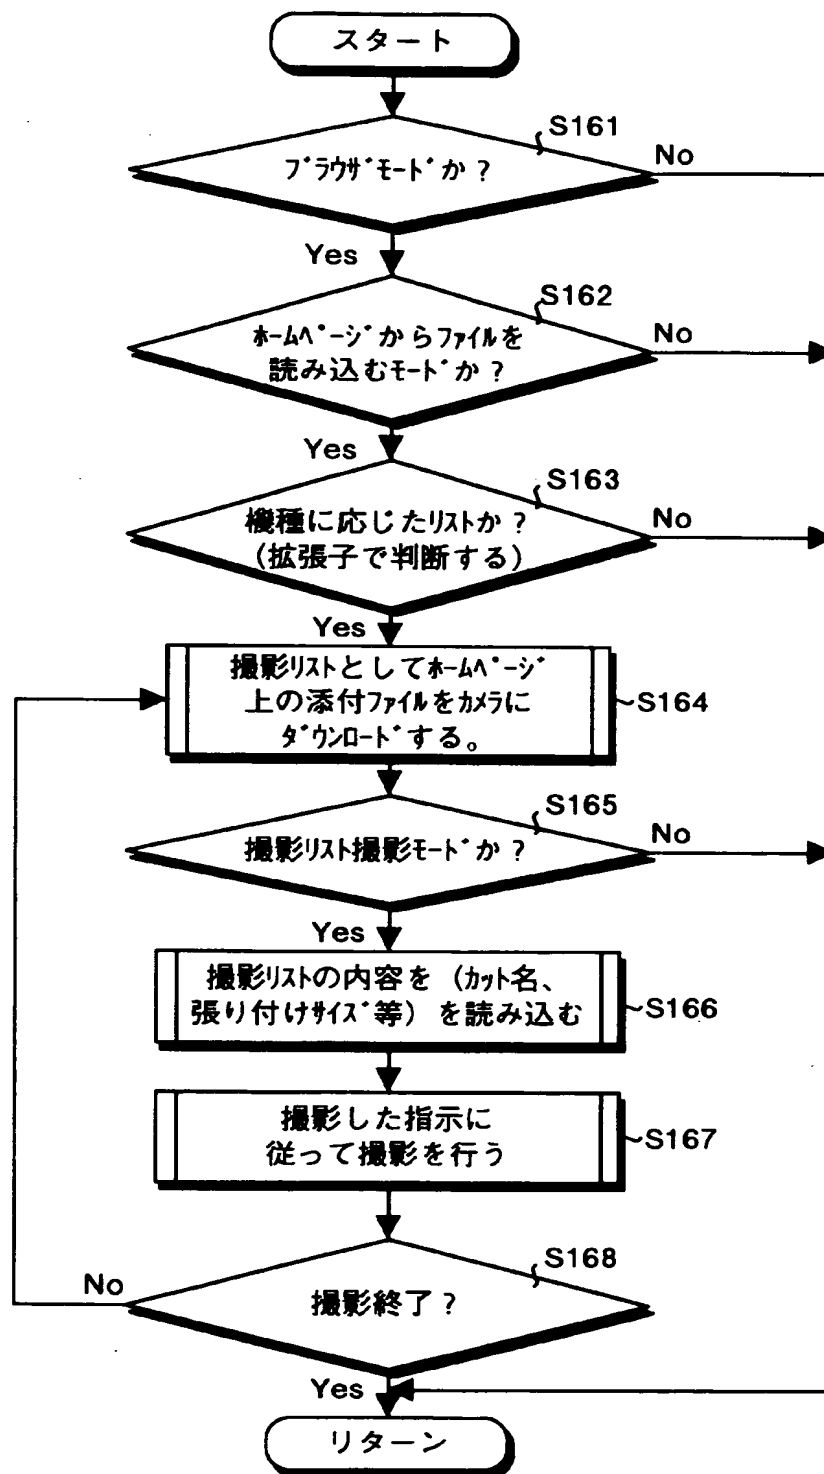 スタート
S161
ブラウザモードか？
No
Yes
S162
ホームページからファイルを
読み込むモードか？
No
Yes
S163
機種に応じたリストか？
(拡張子で判断する)
No
Yes
撮影リストとしてホームページ
上の添付ファイルをカメラに
ダウンロードする。
S164
S165
撮影リスト撮影モードか？
No
Yes
撮影リストの内容を (カット名、
張り付けサイズ等) を読み込む
S166
撮影した指示に
従って撮影を行う
S167
S168
No
撮影終了？
Yes
リターン